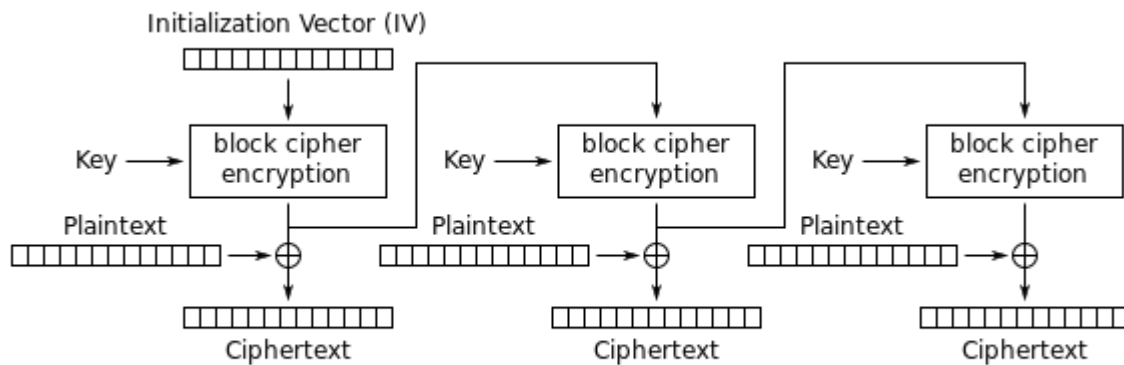 Initialization Vector (IV)
Key
block cipher
encryption
Key
block cipher
encryption
Key
block cipher
encryption
Plaintext
Plaintext
Plaintext
Ciphertext
Ciphertext
Ciphertext